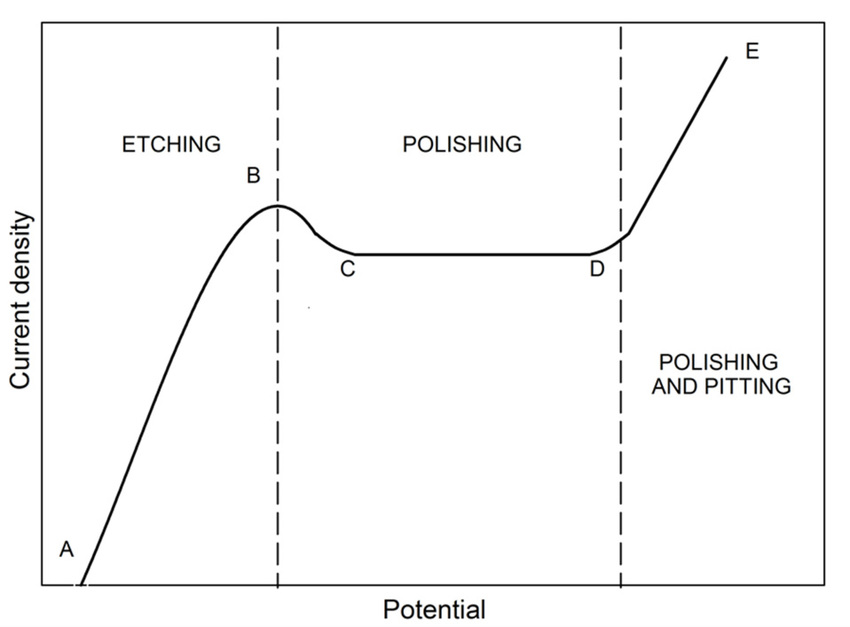 E
ETCHING
POLISHING
B
C
D
POLISHING
AND PITTING
A
Current density
Potential